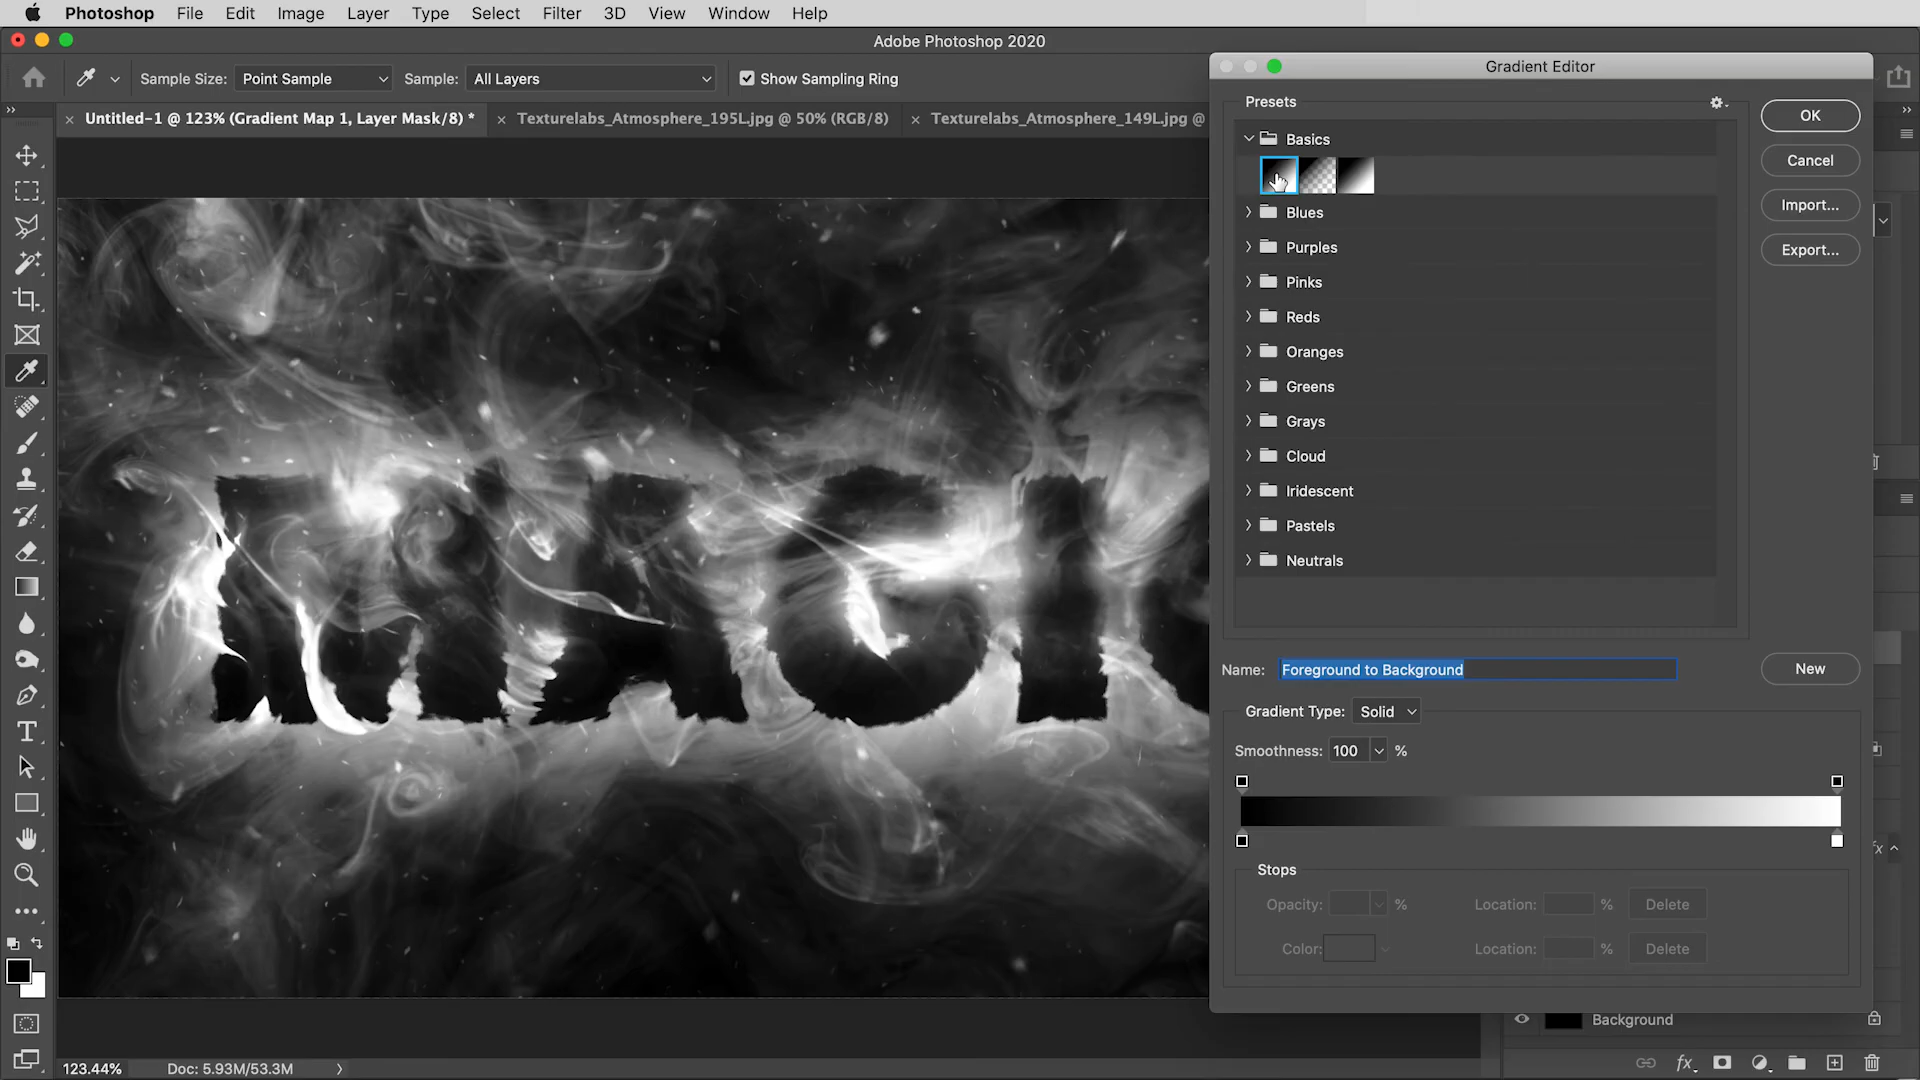 Photoshop File Edit Image Layer Type Select Filter 3D View Window Help
Adobe Photoshop 2020
Sample Size: Point Sample Sample: All Layers Show Sampling Ring
Untitled-1 @ 123% (Gradient Map 1, Layer Mask/8) * Texturelabs_Atmosphere_195L.jpg @ 50% (RGB/8) Texturelabs_Atmosphere_149L.jpg @
Gradient Editor
Presets
OK
Basics
Cancel
Import...
Blues
Purples
Export...
Pinks
Reds
Oranges
Greens
Grays
Cloud
Iridescent
Pastels
Neutrals
Name: Foreground to Background New
Gradient Type: Solid
Smoothness: 100 %
Stops
Opacity: % Location: % Delete
Color: Location: % Delete
fx
Background
123.44% Doc: 5.93M/53.3M
fx